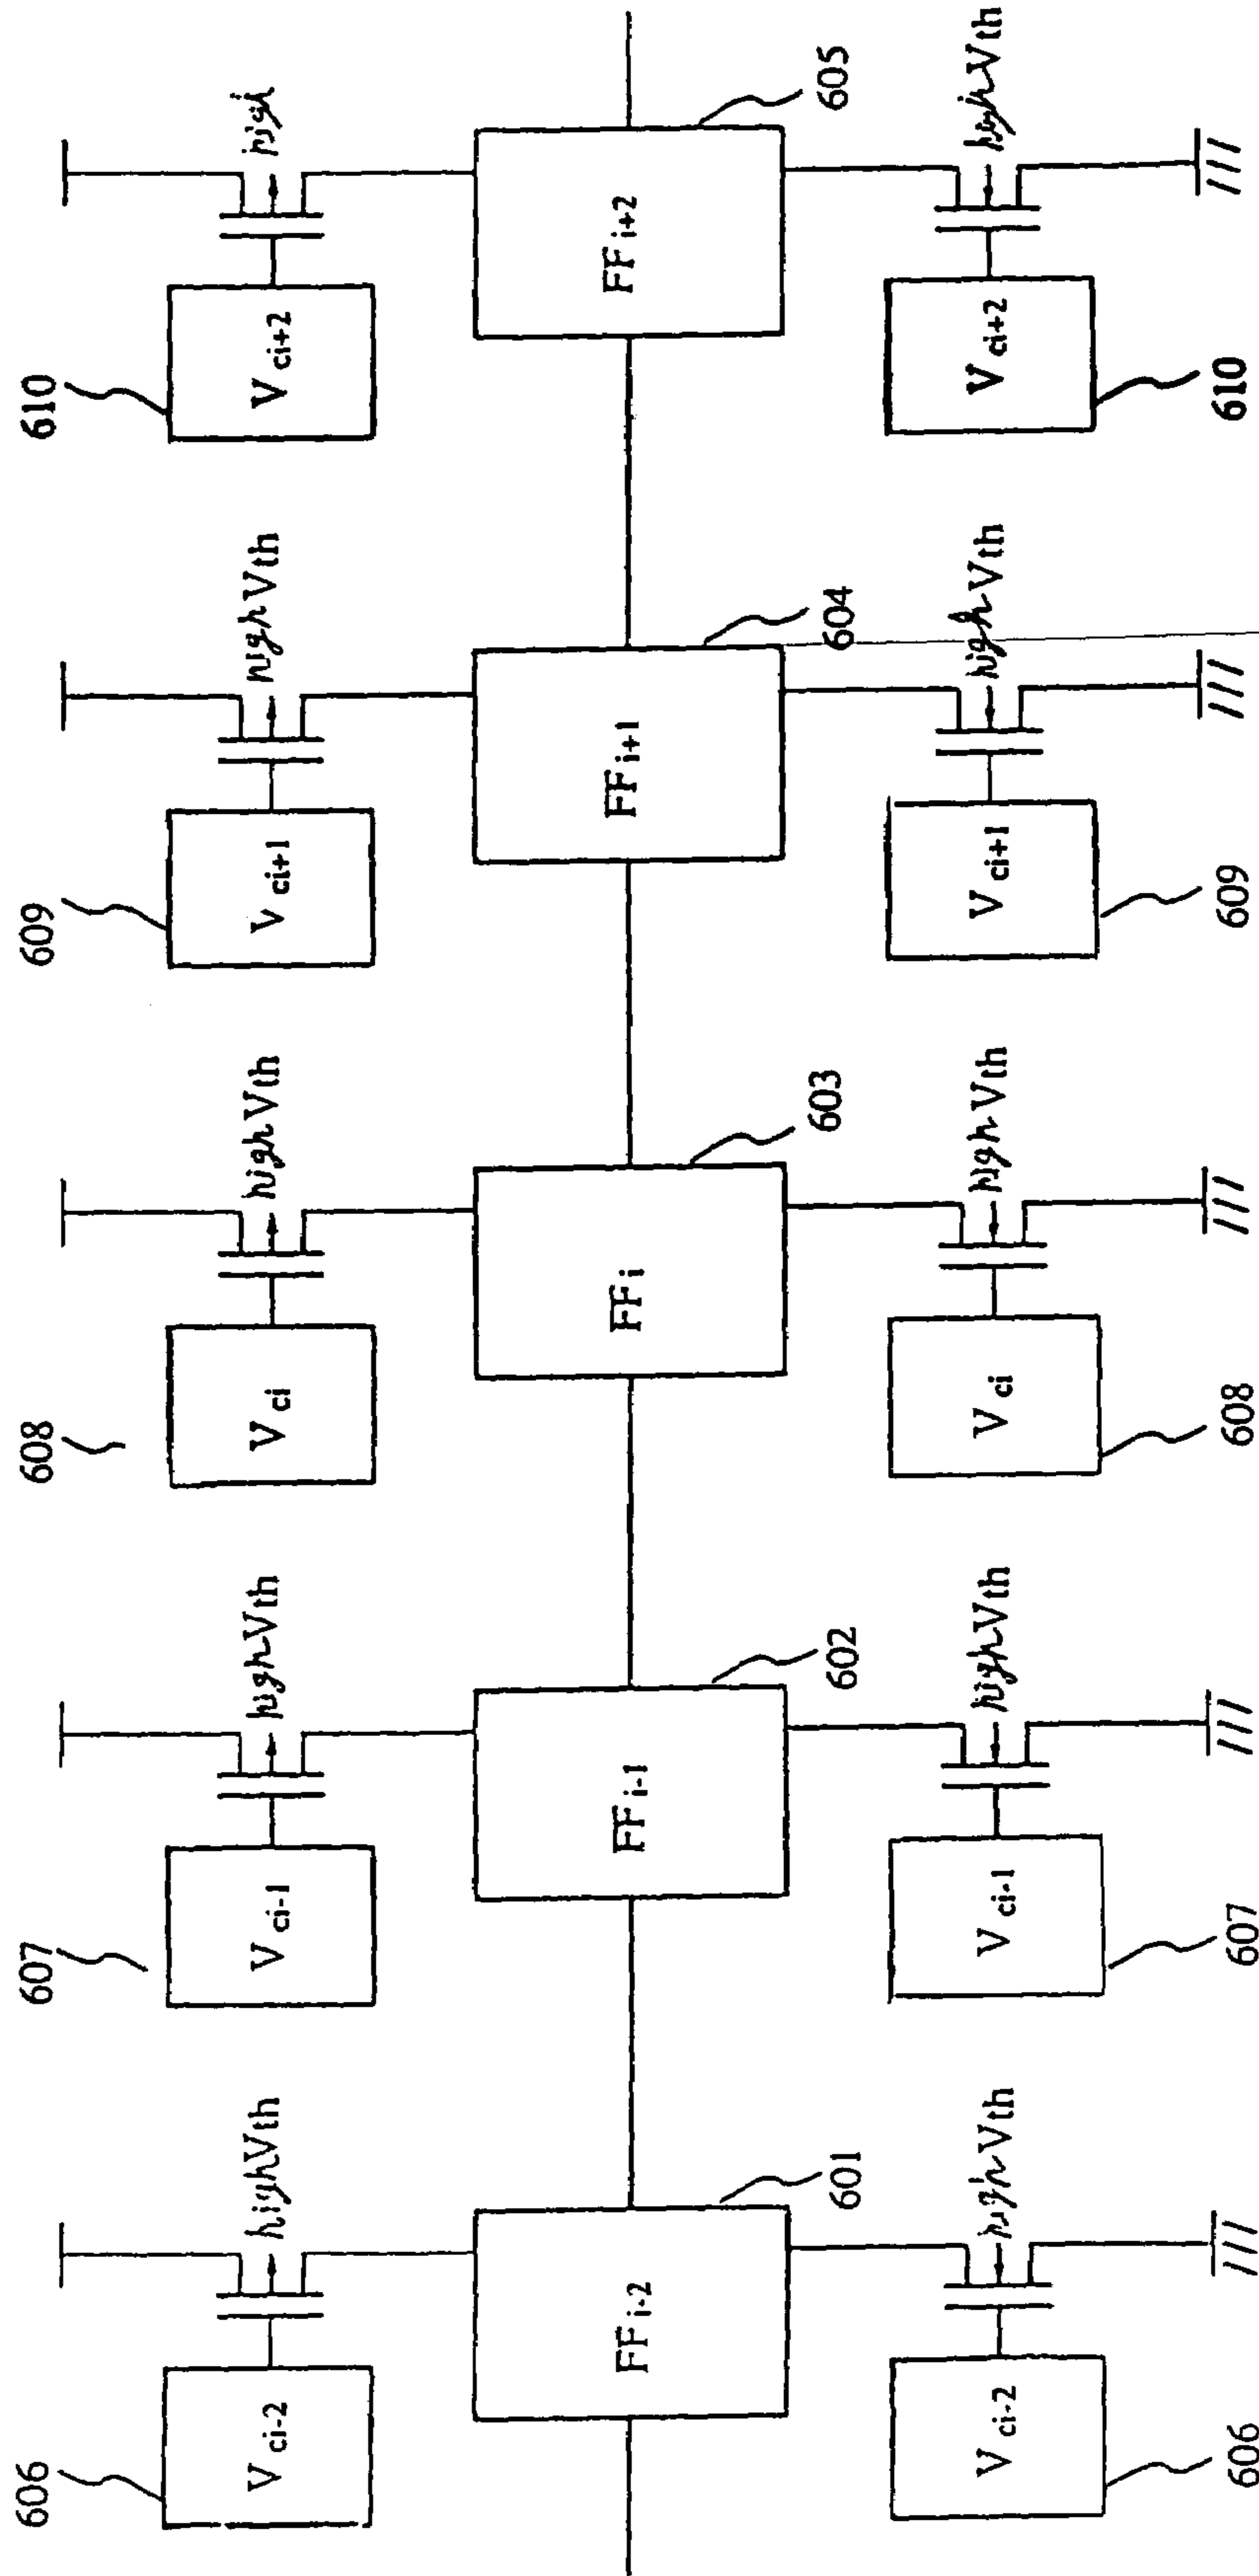 606 607 608 609 610
V ci-2 V ci-1 V ci V ci+1 V ci+2
high Vth high Vth high Vth high Vth high
FF i-2 FF i-1 FF i FF i+1 FF i+2
601 602 603 604 605
high Vth high Vth high Vth high Vth high Vth
V ci-2 V ci-1 V ci V ci+1 V ci+2
606 607 608 609 610